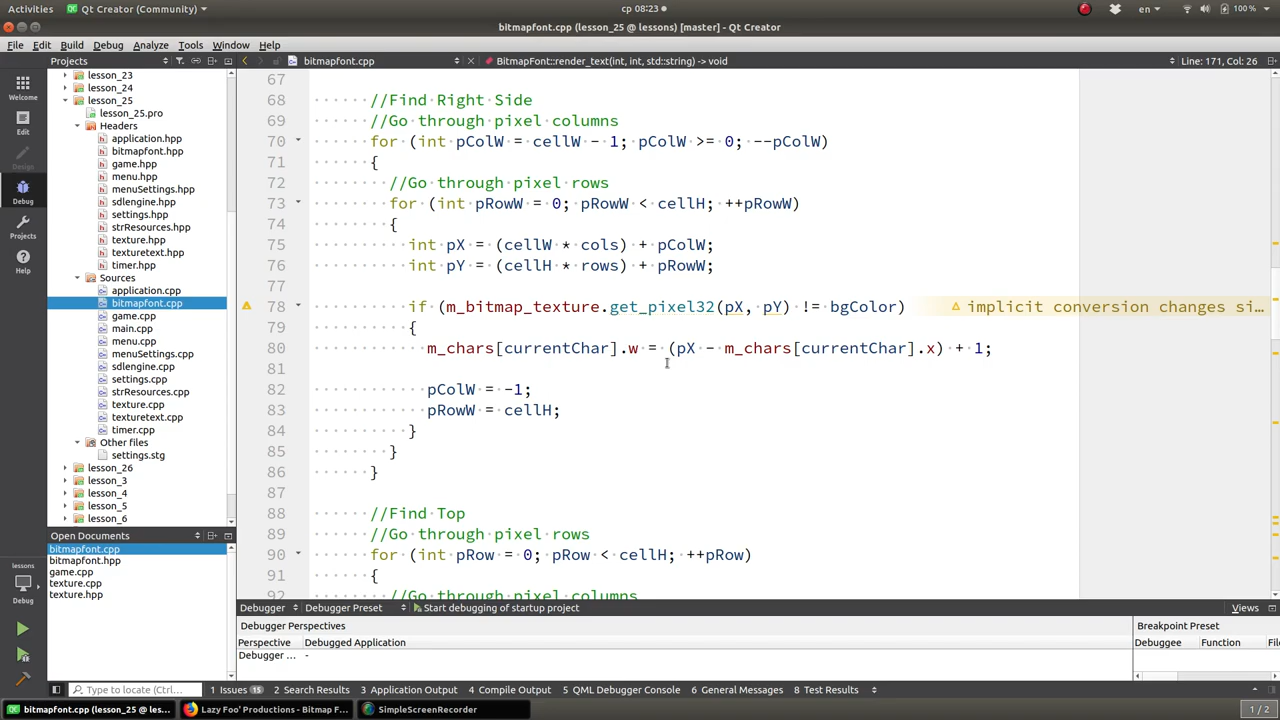 Activities Qt Creator (Community) ср 08:23 en 100 %
bitmapfont.cpp (lesson_25 @ lessons) [master] - Qt Creator
File Edit Build Debug Analyze Tools Window Help
Projects bitmapfont.cpp BitmapFont::render_text(int, int, std::string) -> void Line: 171, Col: 26
Welcome
Edit
Design
Debug
Projects
Help
lessons
Debug
lesson_23
lesson_24
lesson_25
lesson_25.pro
Headers
application.hpp
bitmapfont.hpp
game.hpp
menu.hpp
menuSettings.hpp
sdlengine.hpp
settings.hpp
strResources.hpp
texture.hpp
texturetext.hpp
timer.hpp
Sources
application.cpp
bitmapfont.cpp
game.cpp
main.cpp
menu.cpp
menuSettings.cpp
sdlengine.cpp
settings.cpp
strResources.cpp
texture.cpp
texturetext.cpp
timer.cpp
Other files
settings.stg
lesson_26
lesson_3
lesson_4
lesson_5
lesson_6
Open Documents
bitmapfont.cpp
bitmapfont.hpp
game.cpp
texture.cpp
texture.hpp
67
68 //Find Right Side
69 //Go through pixel columns
70 for (int pColW = cellW - 1; pColW >= 0; --pColW)
71 {
72 //Go through pixel rows
73 for (int pRowW = 0; pRowW < cellH; ++pRowW)
74 {
75 int pX = (cellW * cols) + pColW;
76 int pY = (cellH * rows) + pRowW;
77
78 if (m_bitmap_texture.get_pixel32(pX, pY) != bgColor) implicit conversion changes si…
79 {
80 m_chars[currentChar].w = (pX - m_chars[currentChar].x) + 1;
81
82 pColW = -1;
83 pRowW = cellH;
84 }
85 }
86 }
87
88 //Find Top
89 //Go through pixel rows
90 for (int pRow = 0; pRow < cellH; ++pRow)
91 {
92 //Go through pixel columns
Debugger Debugger Preset Start debugging of startup project Views
Debugger Perspectives Breakpoint Preset
Perspective Debugged Application Debuggee Function Fil
Debugger ... -
Type to locate (Ctrl... 1 Issues 15 2 Search Results 3 Application Output 4 Compile Output 5 QML Debugger Console 6 General Messages 8 Test Results
bitmapfont.cpp (lesson_25 @ les... Lazy Foo' Productions - Bitmap F... SimpleScreenRecorder 1 / 2